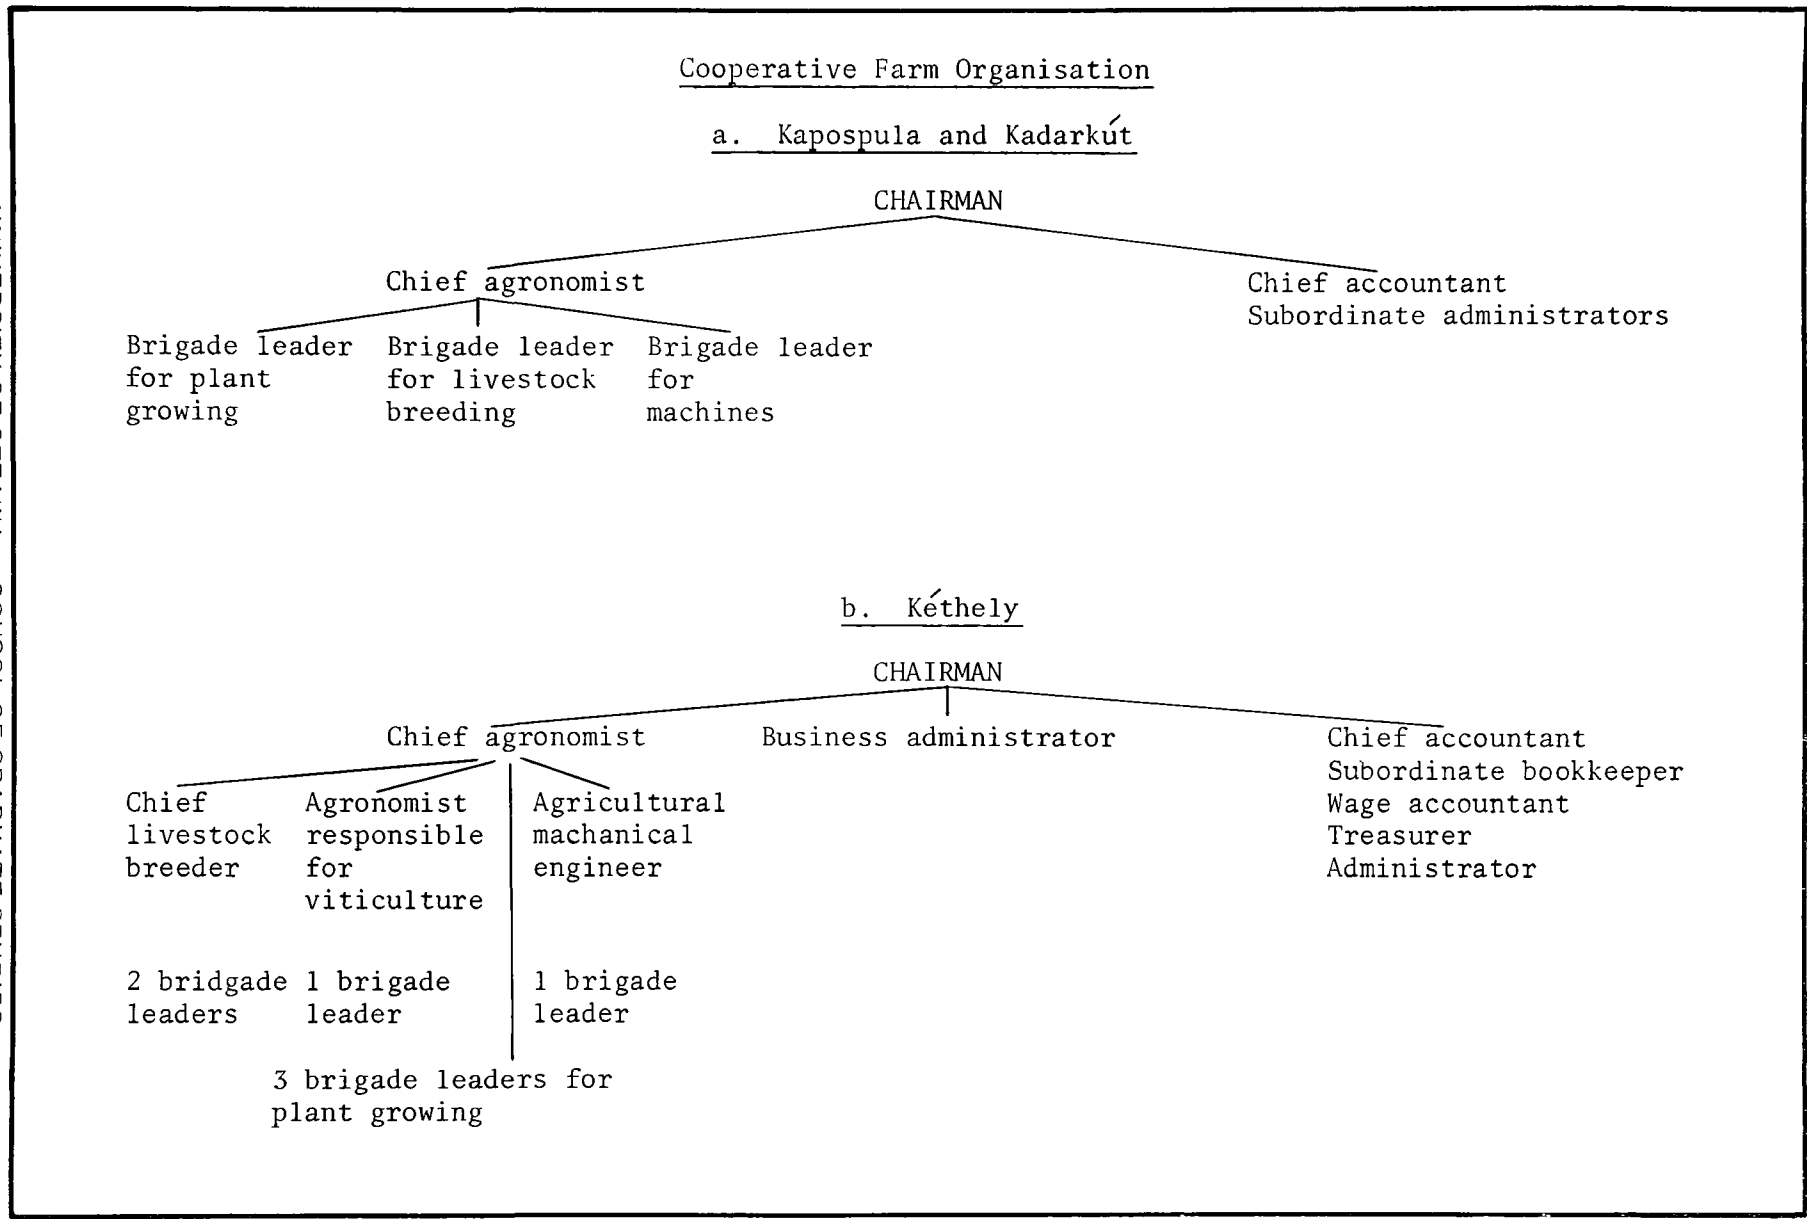 Cooperative Farm Organisation
a. Kapospula and Kadarkút
CHAIRMAN
Chief agronomist
Chief accountant
Subordinate administrators
Brigade leader
for plant
growing
Brigade leader
for livestock
breeding
Brigade leader
for
machines
b. Kéthely
CHAIRMAN
Chief agronomist
Business administrator
Chief accountant
Subordinate bookkeeper
Wage accountant
Treasurer
Administrator
Chief
livestock
breeder
Agronomist
responsible
for
viticulture
Agricultural
machanical
engineer
2 bridgade
leaders
1 brigade
leader
1 brigade
leader
3 brigade leaders for
plant growing